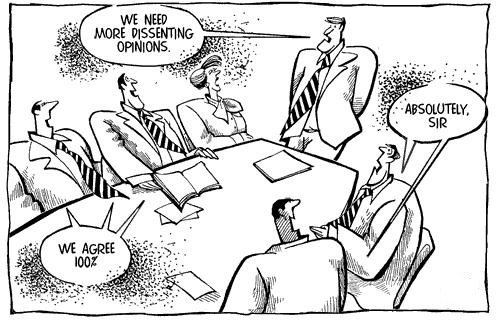 WE NEED
MORE DISSENTING
OPINIONS.
ABSOLUTELY,
SIR
WE AGREE
100%